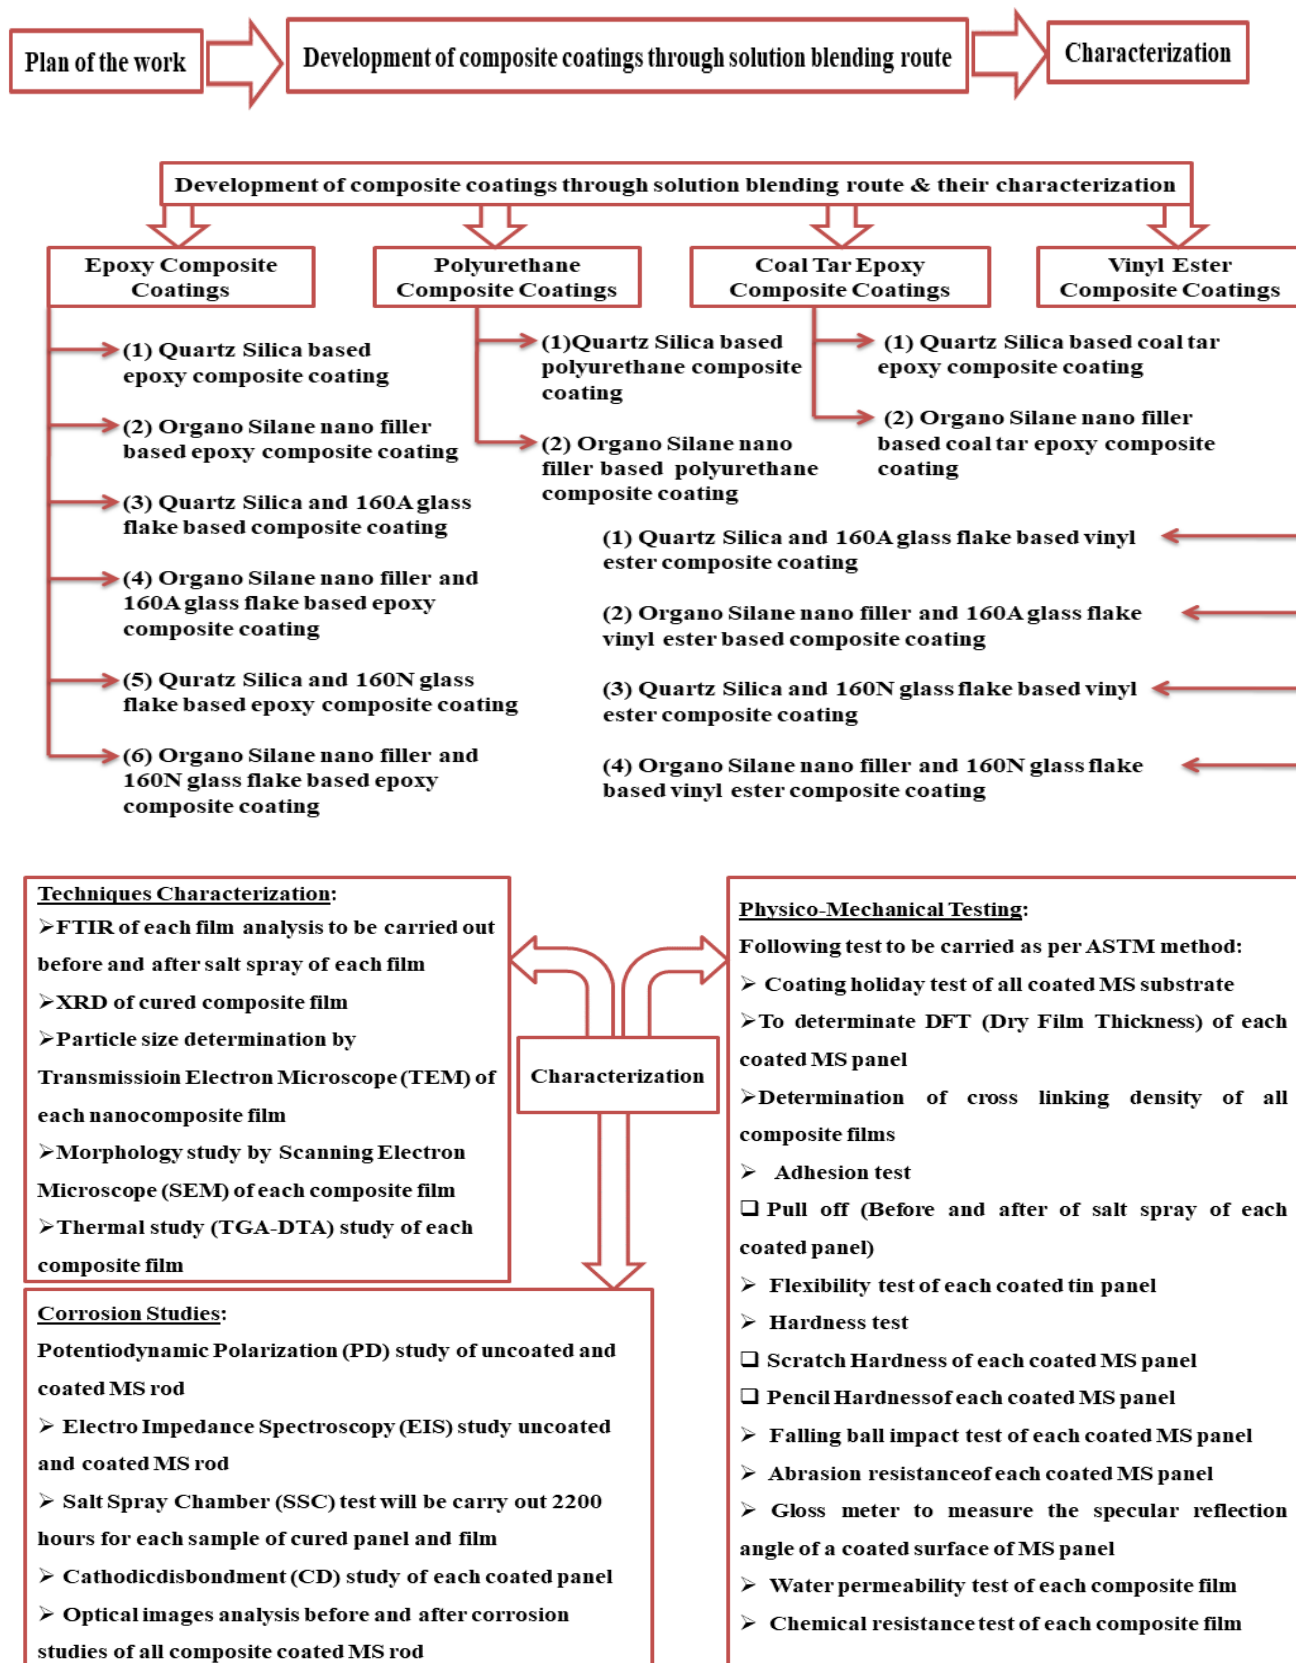 Plan of the work
Development of composite coatings through solution blending route
Characterization
Development of composite coatings through solution blending route & their characterization
Epoxy Composite
Coatings
Polyurethane
Composite Coatings
Coal Tar Epoxy
Composite Coatings
Vinyl Ester
Composite Coatings
(1) Quartz Silica based
epoxy composite coating
(2) Organo Silane nano filler
based epoxy composite coating
(3) Quartz Silica and 160A glass
flake based composite coating
(4) Organo Silane nano filler and
160A glass flake based epoxy
composite coating
(5) Quratz Silica and 160N glass
flake based epoxy composite coating
(6) Organo Silane nano filler and
160N glass flake based epoxy
composite coating
(1)Quartz Silica based
polyurethane composite
coating
(2) Organo Silane nano
filler based polyurethane
composite coating
(1) Quartz Silica based coal tar
epoxy composite coating
(2) Organo Silane nano filler
based coal tar epoxy composite
coating
(1) Quartz Silica and 160A glass flake based vinyl
ester composite coating
(2) Organo Silane nano filler and 160A glass flake
vinyl ester based composite coating
(3) Quartz Silica and 160N glass flake based vinyl
ester composite coating
(4) Organo Silane nano filler and 160N glass flake
based vinyl ester composite coating
Techniques Characterization:
➢FTIR of each film analysis to be carried out
before and after salt spray of each film
➢XRD of cured composite film
➢Particle size determination by
Transmissioin Electron Microscope (TEM) of
each nanocomposite film
➢Morphology study by Scanning Electron
Microscope (SEM) of each composite film
➢Thermal study (TGA-DTA) study of each
composite film
Characterization
Corrosion Studies:
Potentiodynamic Polarization (PD) study of uncoated and
coated MS rod
➢ Electro Impedance Spectroscopy (EIS) study uncoated
and coated MS rod
➢ Salt Spray Chamber (SSC) test will be carry out 2200
hours for each sample of cured panel and film
➢ Cathodicdisbondment (CD) study of each coated panel
➢ Optical images analysis before and after corrosion
studies of all composite coated MS rod
Physico-Mechanical Testing:
Following test to be carried as per ASTM method:
➢ Coating holiday test of all coated MS substrate
➢To determinate DFT (Dry Film Thickness) of each
coated MS panel
➢Determination of cross linking density of all
composite films
➢ Adhesion test
❑ Pull off (Before and after of salt spray of each
coated panel)
➢ Flexibility test of each coated tin panel
➢ Hardness test
❑ Scratch Hardness of each coated MS panel
❑ Pencil Hardnessof each coated MS panel
➢ Falling ball impact test of each coated MS panel
➢ Abrasion resistanceof each coated MS panel
➢ Gloss meter to measure the specular reflection
angle of a coated surface of MS panel
➢ Water permeability test of each composite film
➢ Chemical resistance test of each composite film